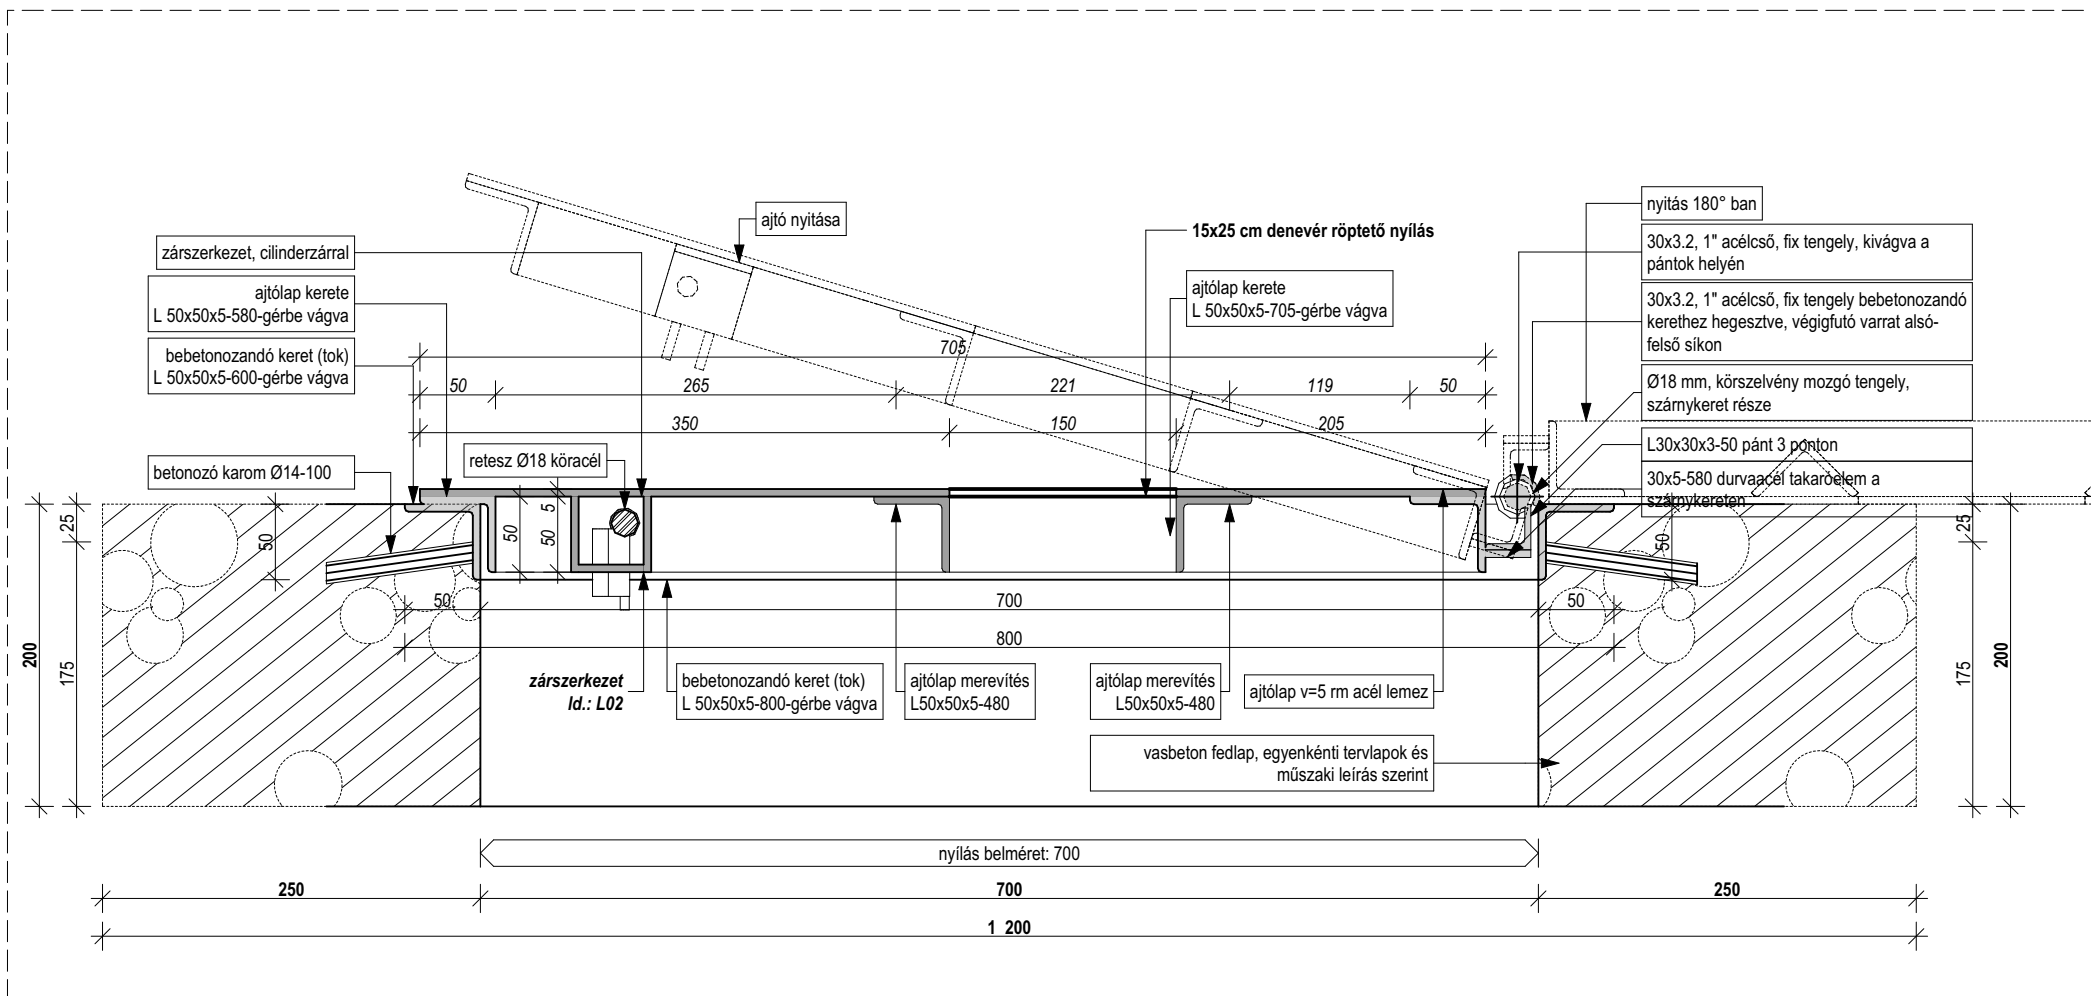 nyitás 180° ban
ajtó nyitása
15x25 cm denevér röptető nyílás
30x3.2, 1" acélcső, fix tengely, kivágva a
pántok helyén
zárszerkezet, cilinderzárral
ajtólap kerete
L 50x50x5-580-gérbe vágva
ajtólap kerete
L 50x50x5-705-gérbe vágva
30x3.2, 1" acélcső, fix tengely bebetonozandó
kerethez hegesztve, végigfutó varrat alsó-
felső síkon
bebetonozandó keret (tok)
L 50x50x5-600-gérbe vágva
705
Ø18 mm, körszelvény mozgó tengely,
szárnykeret része
50
265
221
119
50
350
150
205
L30x30x3-50 pánt 3 ponton
betonozó karom Ø14-100
retesz Ø18 köracél
30x5-580 durvaacél takaróelem a
szárnykereten
25
50
50
5
50
50
25
50
700
50
800
200
175
175
200
zárszerkezet
ld.: L02
bebetonozandó keret (tok)
L 50x50x5-800-gérbe vágva
ajtólap merevítés
L50x50x5-480
ajtólap merevítés
L50x50x5-480
ajtólap v=5 rm acél lemez
vasbeton fedlap, egyenkénti tervlapok és
műszaki leírás szerint
nyílás belméret: 700
250
700
250
1 200